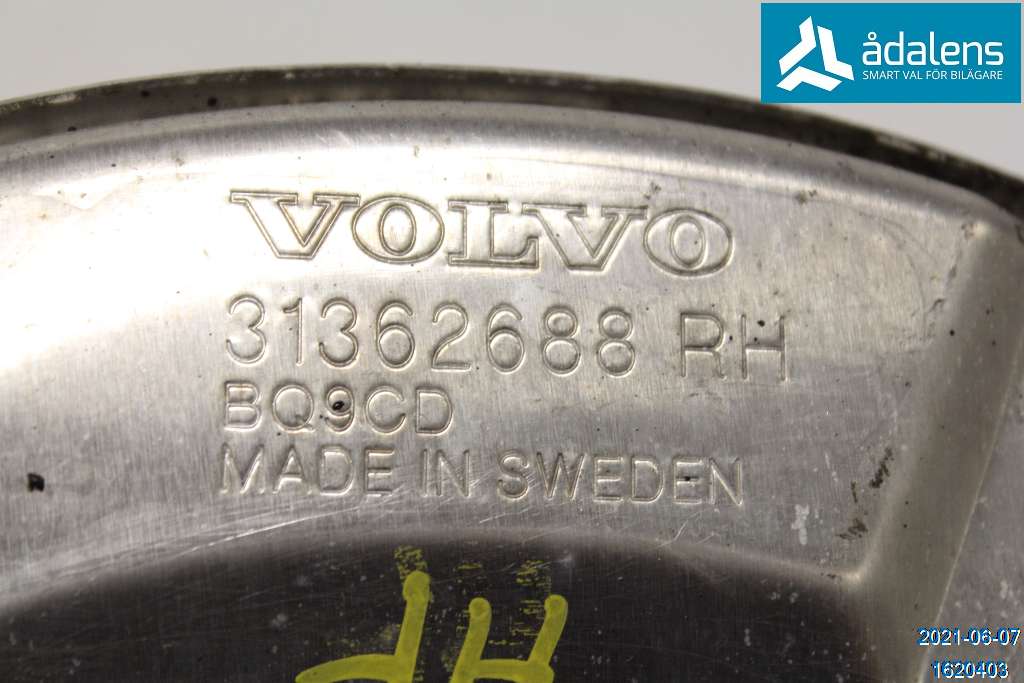 ådalens
SMART VAL FÖR BILÄGARE
VOLVO
31362688 RH
BQ9CD
MADE IN SWEDEN
2021-06-07
1620403